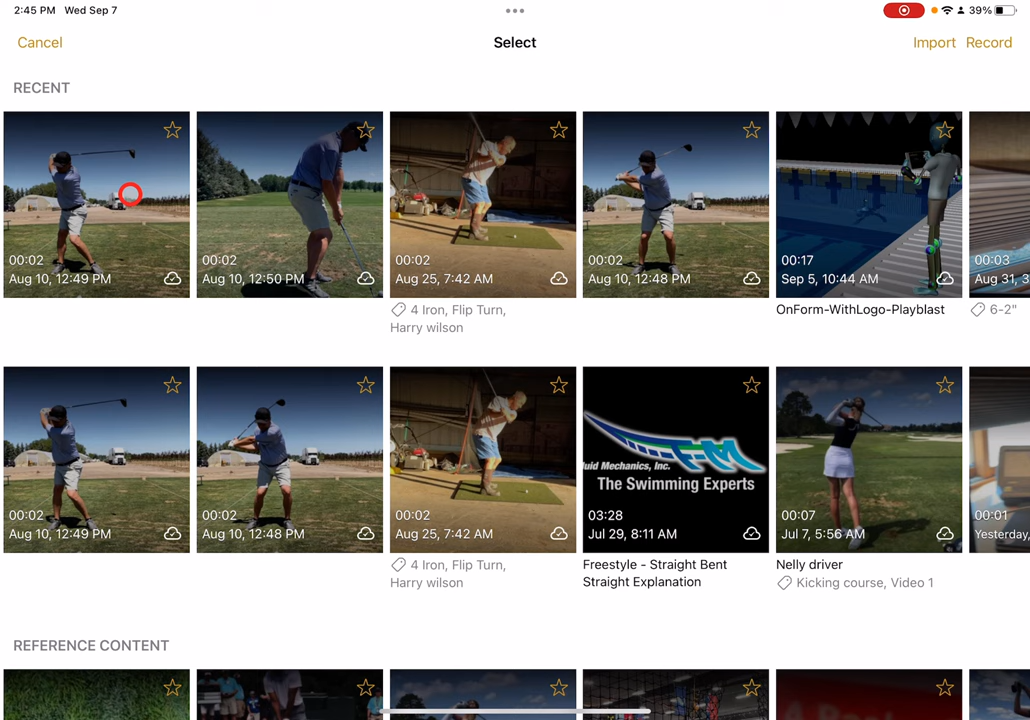 2:45 PM Wed Sep 7
39%
Cancel
Select
Import Record
RECENT
00:02
Aug 10, 12:49 PM
00:02
Aug 10, 12:50 PM
00:02
Aug 25, 7:42 AM
4 Iron, Flip Turn,
Harry wilson
00:02
Aug 10, 12:48 PM
00:17
Sep 5, 10:44 AM
OnForm-WithLogo-Playblast
00:03
Aug 31, 3
6-2"
00:02
Aug 10, 12:49 PM
00:02
Aug 10, 12:48 PM
00:02
Aug 25, 7:42 AM
4 Iron, Flip Turn,
Harry wilson
FM
uid Mechanics, Inc.
The Swimming Experts
03:28
Jul 29, 8:11 AM
Freestyle - Straight Bent
Straight Explanation
00:07
Jul 7, 5:56 AM
Nelly driver
Kicking course, Video 1
00:01
Yesterday,
REFERENCE CONTENT